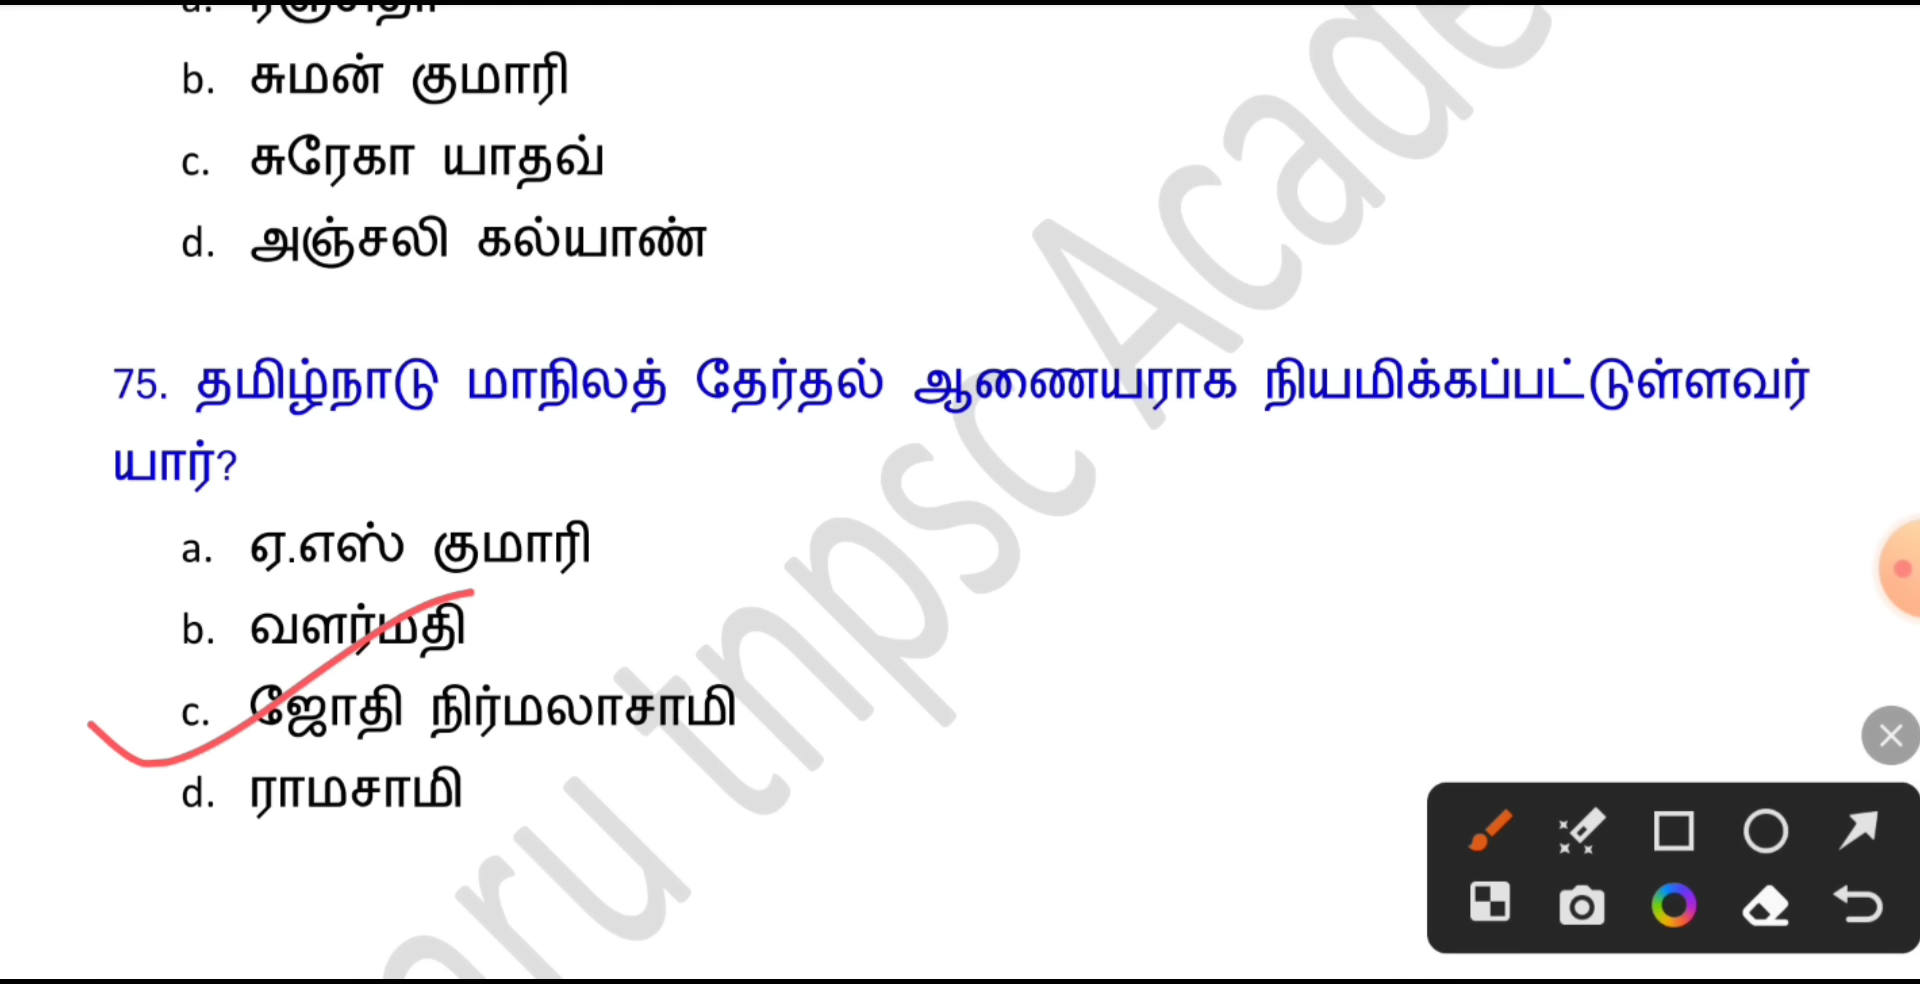 b. சுமன் குமாரி
c. சுரேகா யாதவ்
d. அஞ்சலி கல்யாண்
75. தமிழ்நாடு மாநிலத் தேர்தல் ஆணையராக நியமிக்கப்பட்டுள்ளவர்
யார்?
a. ஏ.எஸ் குமாரி
b. வளர்மதி
c. ஜோதி நிர்மலாசாமி
d. ராமசாமி
tnpsc